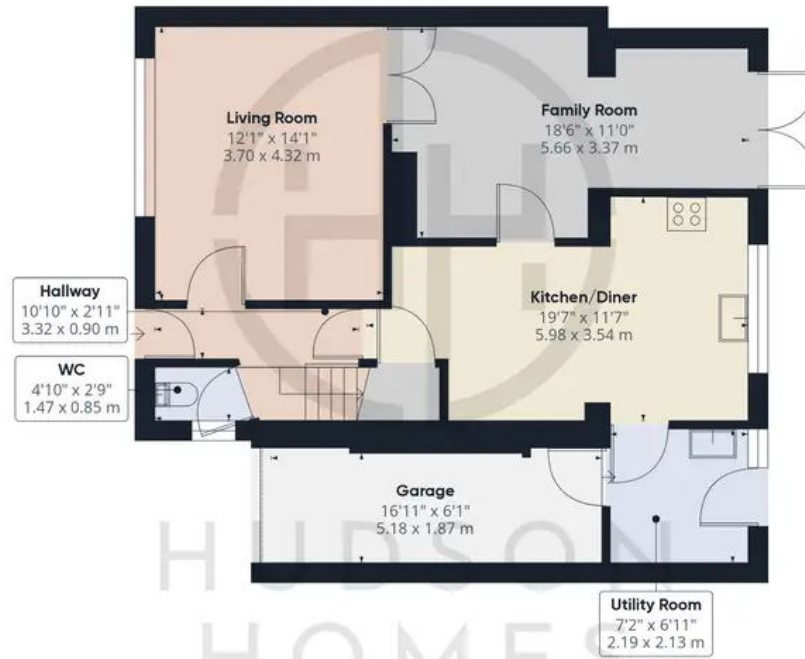 Living Room
12'1" x 14'1"
3.70 x 4.32 m
Family Room
18'6" x 11'0"
5.66 x 3.37 m
Hallway
10'10" x 2'11"
3.32 x 0.90 m
Kitchen/Diner
19'7" x 11'7"
5.98 x 3.54 m
WC
4'10" x 2'9"
1.47 x 0.85 m
Garage
16'11" x 6'1"
5.18 x 1.87 m
Utility Room
7'2" x 6'11"
2.19 x 2.13 m
HUDSON
HOMES